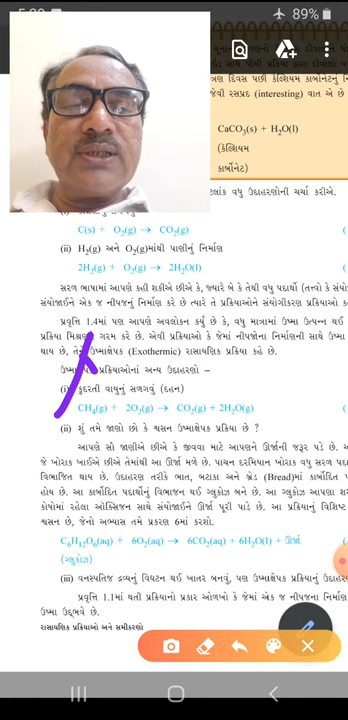 5:00 89%
ત્રણ દિવસ પછી કૅલ્શિયમ કાર્બોનેટનું
જેવી રસપ્રદ (interesting) વાત એ છે
CaCO₃(s) + H₂O(l)
(કૅલ્શિયમ
કાર્બોનેટ)
વધુ ઉદાહરણોની ચર્ચા કરીએ.
C(s) + O₂(g) → CO₂(g)
(ii) H₂(g) અને O₂(g)માંથી પાણીનું નિર્માણ
2H₂(g) + O₂(g) → 2H₂O(l)
સરળ ભાષામાં આપણે કહી શકીએ છીએ કે, જ્યારે બે કે તેથી વધુ પદાર્થો (તત્ત્વો કે
સંયોજાઈને એક જ નીપજનું નિર્માણ કરે છે ત્યારે તે પ્રક્રિયાઓને સંયોગીકરણ પ્રક્રિયાઓ
પ્રવૃત્તિ 1.4માં પણ આપણે અવલોકન કર્યું છે કે, વધુ માત્રામાં ઉષ્મા ઉત્પન્ન થઈ
પ્રક્રિયા મિશ્રણને ગરમ કરે છે. એવી પ્રક્રિયાઓ કે જેમાં નીપજોના નિર્માણની સાથે ઉષ્મા
થાય છે, તેને ઉષ્માક્ષેપક (Exothermic) રાસાયણિક પ્રક્રિયા કહે છે.
પ્રક્રિયાઓનાં અન્ય ઉદાહરણો –
(i) કુદરતી વાયુનું સળગવું (દહન)
CH₄(g) + 2O₂(g) → CO₂(g) + 2H₂O(g)
(ii) શું તમે જાણો છો કે શ્વસન ઉષ્માક્ષેપક પ્રક્રિયા છે ?
આપણે સૌ જાણીએ છીએ કે જીવવા માટે આપણને ઊર્જાની જરૂર પડે છે.
જે ખોરાક ખાઈએ છીએ તેમાંથી આ ઊર્જા મળે છે. પાચન દરમિયાન ખોરાક વધુ સરળ
વિભાજિત થાય છે. ઉદાહરણ તરીકે ભાત, બટાકા અને બ્રેડ (Bread)માં કાર્બોદિત
હોય છે. આ કાર્બોદિત પદાર્થોનું વિભાજન થઈ ગ્લુકોઝ બને છે. આ ગ્લુકોઝ આપણા
કોષોમાં રહેલા ઑક્સિજન સાથે સંયોજાઈને ઊર્જા પૂરી પાડે છે. આ પ્રક્રિયાનું વિશિષ્ટ
શ્વસન છે, જેનો અભ્યાસ તમે પ્રકરણ 6માં કરશો.
C₆H₁₂O₆(aq) + 6O₂(aq) → 6CO₂(aq) + 6H₂O(l) + ઊર્જા
(ગ્લુકોઝ)
(iii) વનસ્પતિજ દ્રવ્યનું વિઘટન થઈ ખાતર બનવું, પણ ઉષ્માક્ષેપક પ્રક્રિયાનું
પ્રવૃત્તિ 1.1માં થતી પ્રક્રિયાનો પ્રકાર ઓળખો કે જેમાં એક જ નીપજના નિર્માણ
ઉષ્મા ઉદ્ભવે છે.
રાસાયણિક પ્રક્રિયાઓ અને સમીકરણો